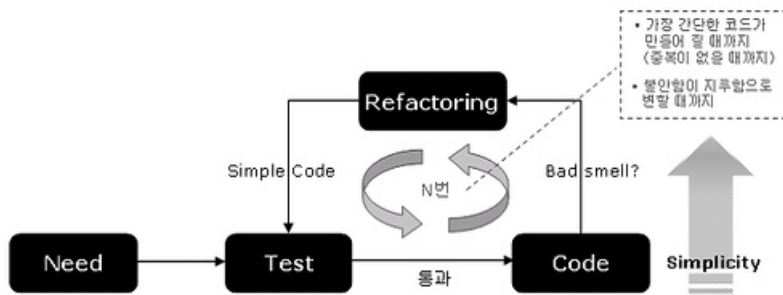 • 가장 간단한 코드가
만들어 질 때까지
(중복이 없을 때까지)
• 불안함이 지루함으로
변할 때까지
Refactoring
Simple Code
N번
Bad smell?
Need
Test
통과
Code
Simplicity